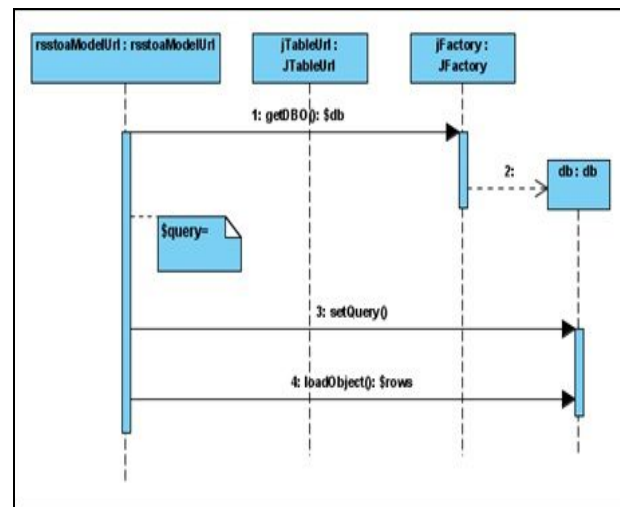 rsstoaModelUrl : rsstoaModelUrl
jTableUrl :
JTableUrl
jFactory :
JFactory
1: getDBO(): $db
2:
db : db
$query=
3: setQuery()
4: loadObject(): $rows